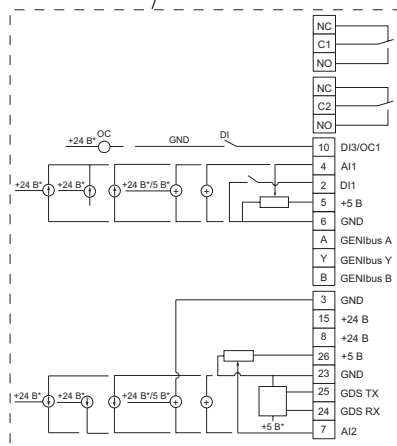 NC
C1
NO
NC
C2
NO
+24 B* OC GND DI 10 DI3/OC1
4 AI1
+24 B* +24 B* +24 B*/5 B* 2 DI1
5 +5 B
6 GND
A GENIbus A
Y GENIbus Y
B GENIbus B
3 GND
15 +24 B
8 +24 B
26 +5 B
23 GND
+24 B* +24 B* +24 B*/5 B* 25 GDS TX
24 GDS RX
+5 B* 7 AI2